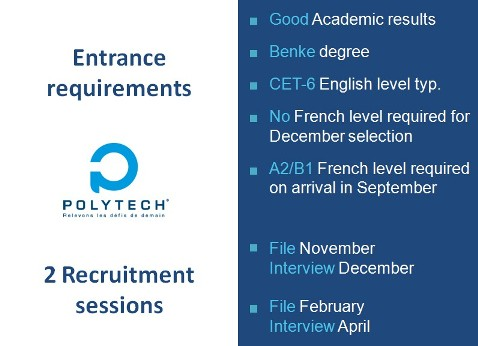 Entrance
requirements
POLYTECH®
Relevons les défis de demain
2 Recruitment
sessions
Good Academic results
Benke degree
CET-6 English level typ.
No French level required for
December selection
A2/B1 French level required
on arrival in September
File November
Interview December
File February
Interview April